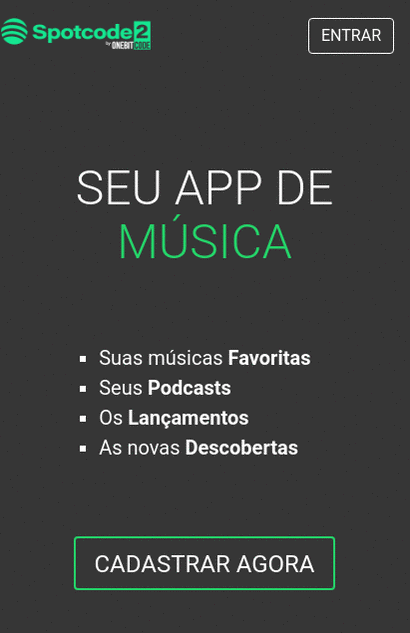 Spotcode2
by ONEBITCODE
ENTRAR
SEU APP DE
MÚSICA
Suas músicas Favoritas
Seus Podcasts
Os Lançamentos
As novas Descobertas
CADASTRAR AGORA